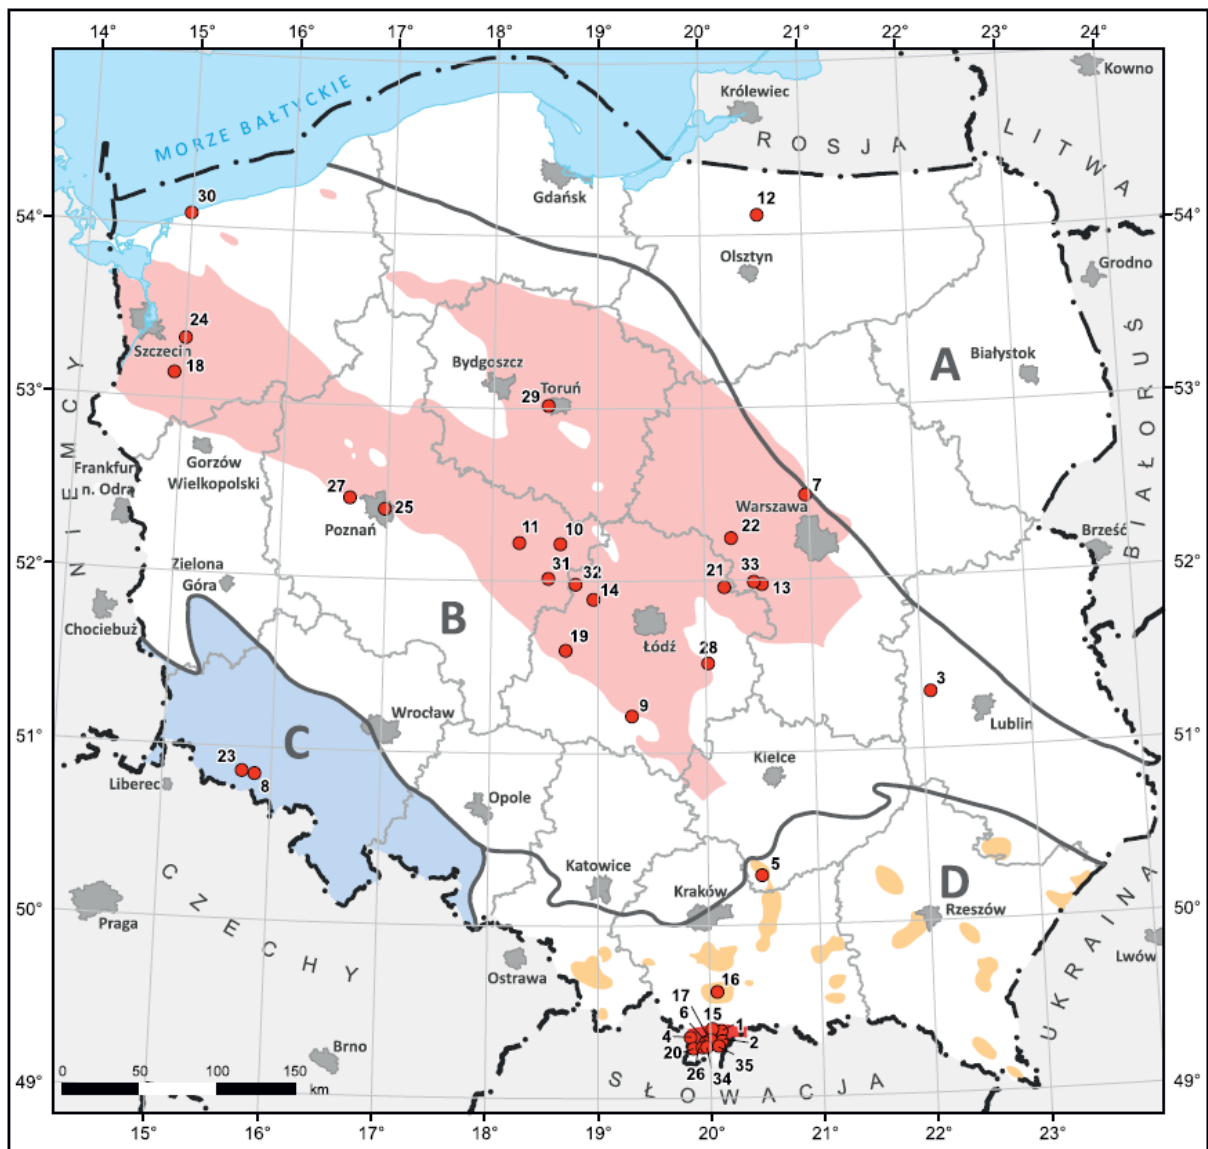 14° 15° 16° 17° 18° 19° 20° 21° 22° 23° 24°
Kowno
Królewiec
MORZE BAŁTYCKIE
ROSJA
LITWA
Gdańsk
30
12
54° 54°
Olsztyn
Grodno
24
Szczecin
18
A
Białystok
Bydgoszcz
Toruń
29
53° 53°
NIEMCY
BIAŁORUŚ
Gorzów
Wielkopolski
Frankfur
n. Odrą
27
25
Poznań
7
Warszawa
11
10
22
Brześć
52° 52°
Zielona
Góra
31
32
14
21
33
13
Chociebuż
B
19
Łódź
28
3
9
Lublin
Wrocław
51° 51°
C
23
8
Liberec
Kielce
Opole
Katowice
5
Kraków
D
Rzeszów
50° 50°
Praga
CZECHY
UKRAINA
Lwów
Ostrawa
16
17
6
15
1
4
2
20
26
34
35
Brno
SŁOWACJA
49° 49°
0 50 100 150
km
15° 16° 17° 18° 19° 20° 21° 22° 23°